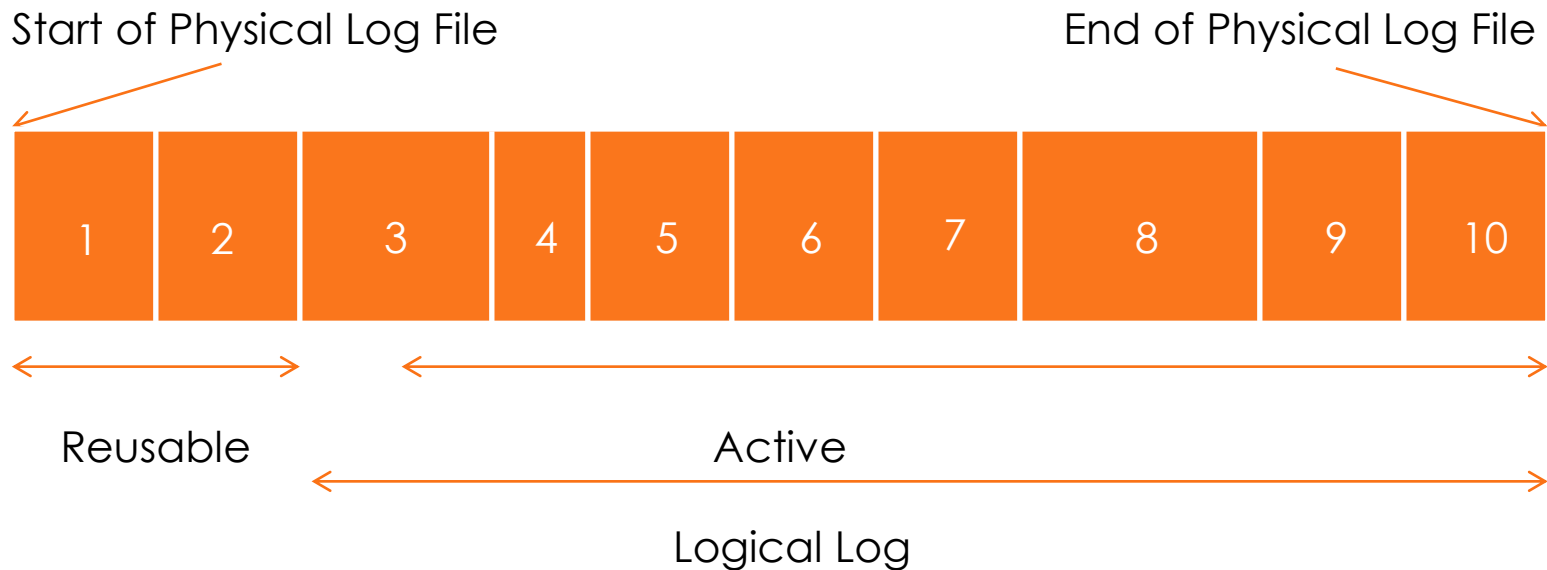 Start of Physical Log File End of Physical Log File
1 2 3 4 5 6 7 8 9 10
Reusable Active
Logical Log